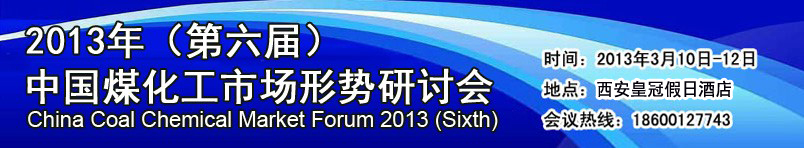 2013年（第六届）
中国煤化工市场形势研讨会
China Coal Chemical Market Forum 2013 (Sixth)
时间：2013年3月10日-12日
地点：西安皇冠假日酒店
会议热线：18600127743